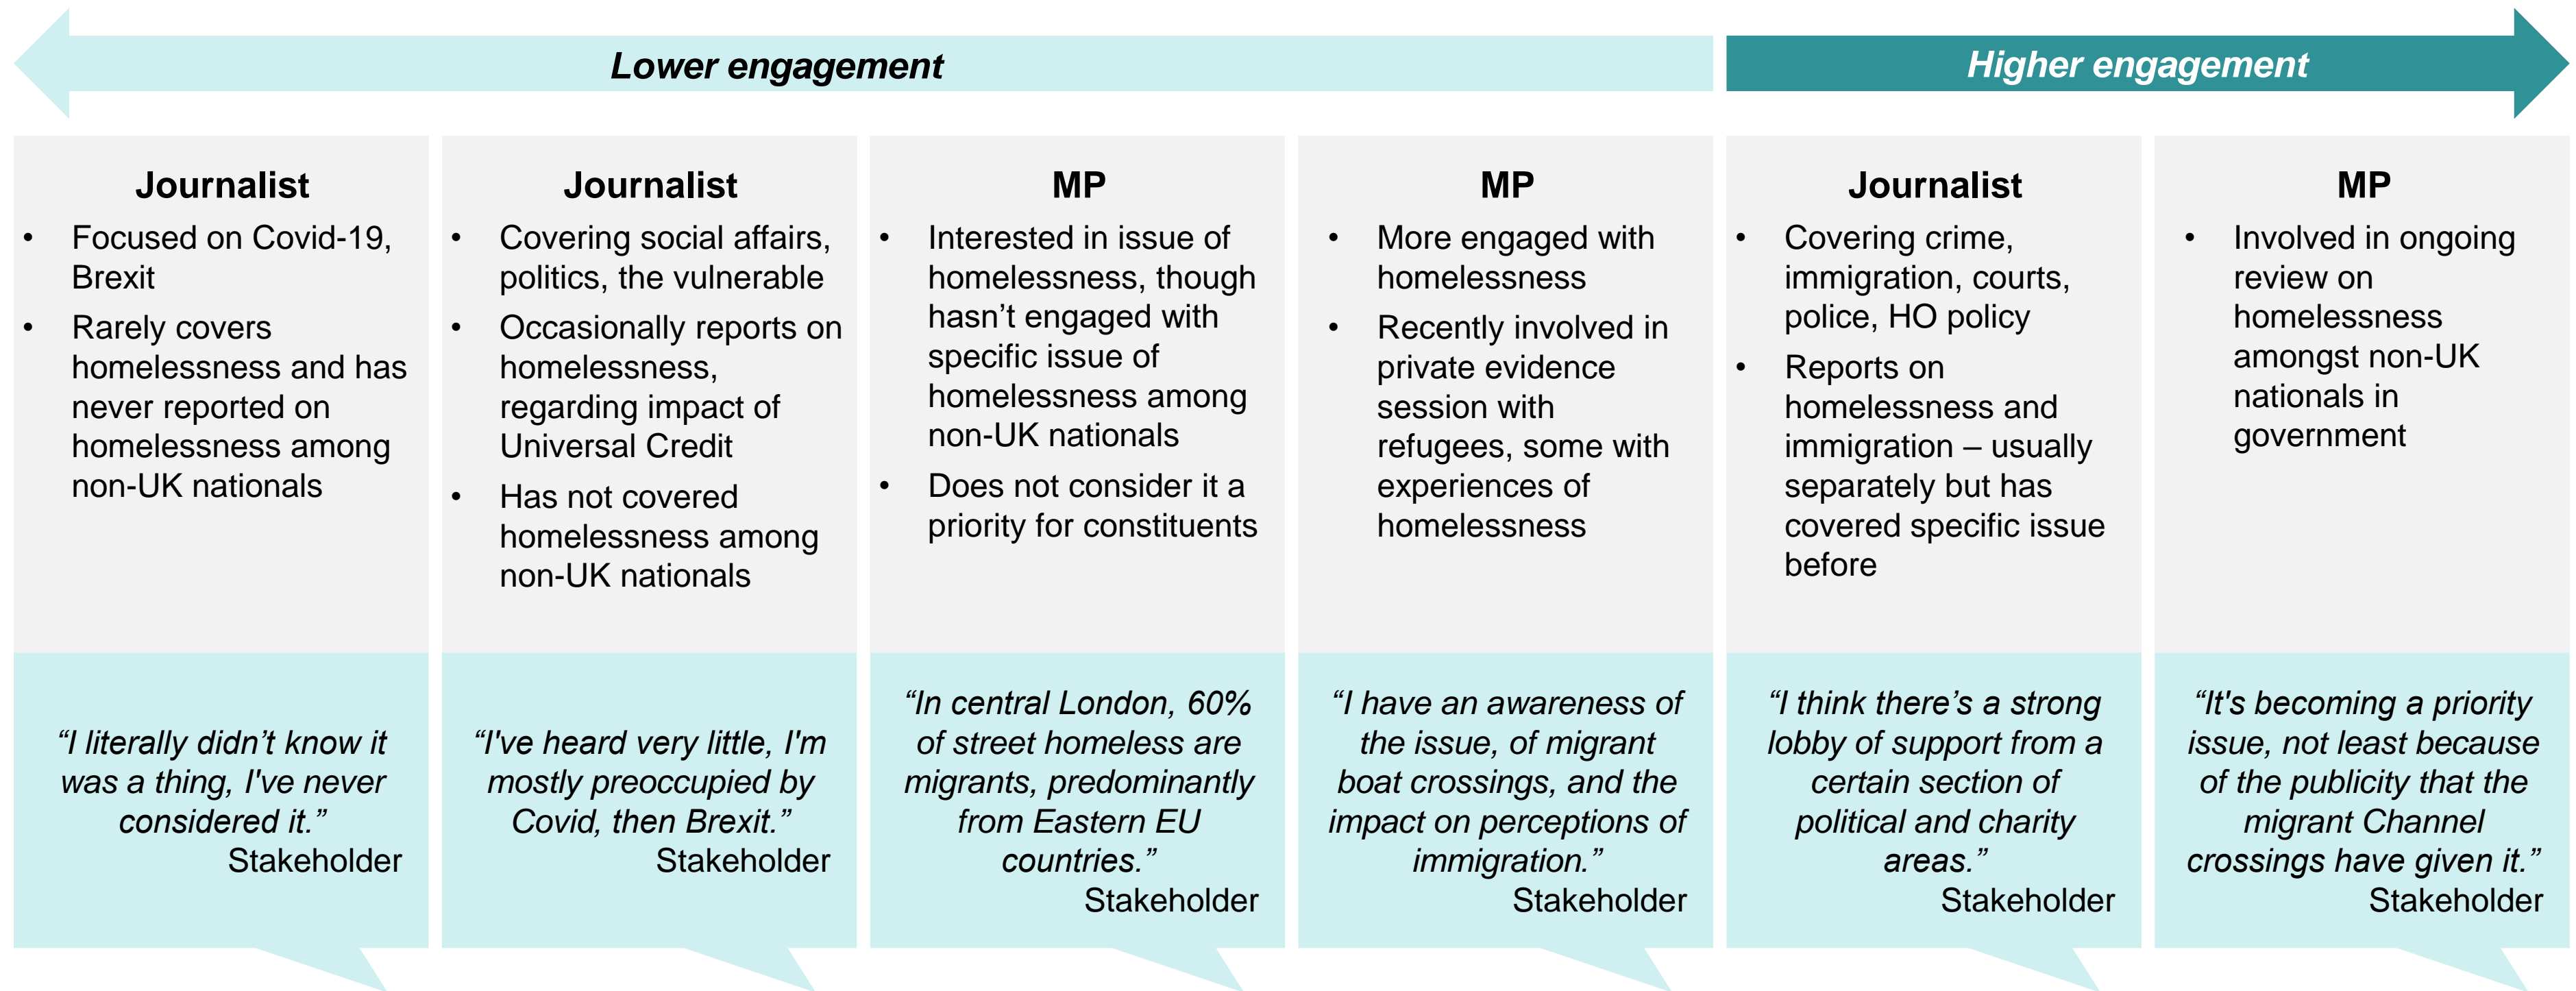 Lower engagement
Higher engagement
Journalist
• Focused on Covid-19,
Brexit
• Rarely covers
homelessness and has
never reported on
homelessness among
non-UK nationals
“I literally didn’t know it
was a thing, I've never
considered it.”
Stakeholder
Journalist
• Covering social affairs,
politics, the vulnerable
• Occasionally reports on
homelessness,
regarding impact of
Universal Credit
• Has not covered
homelessness among
non-UK nationals
“I've heard very little, I'm
mostly preoccupied by
Covid, then Brexit.”
Stakeholder
MP
• Interested in issue of
homelessness, though
hasn’t engaged with
specific issue of
homelessness among
non-UK nationals
• Does not consider it a
priority for constituents
“In central London, 60%
of street homeless are
migrants, predominantly
from Eastern EU
countries.”
Stakeholder
MP
• More engaged with
homelessness
• Recently involved in
private evidence
session with
refugees, some with
experiences of
homelessness
“I have an awareness of
the issue, of migrant
boat crossings, and the
impact on perceptions of
immigration.”
Stakeholder
Journalist
• Covering crime,
immigration, courts,
police, HO policy
• Reports on
homelessness and
immigration – usually
separately but has
covered specific issue
before
“I think there’s a strong
lobby of support from a
certain section of
political and charity
areas.”
Stakeholder
MP
• Involved in ongoing
review on
homelessness
amongst non-UK
nationals in
government
“It's becoming a priority
issue, not least because
of the publicity that the
migrant Channel
crossings have given it.”
Stakeholder